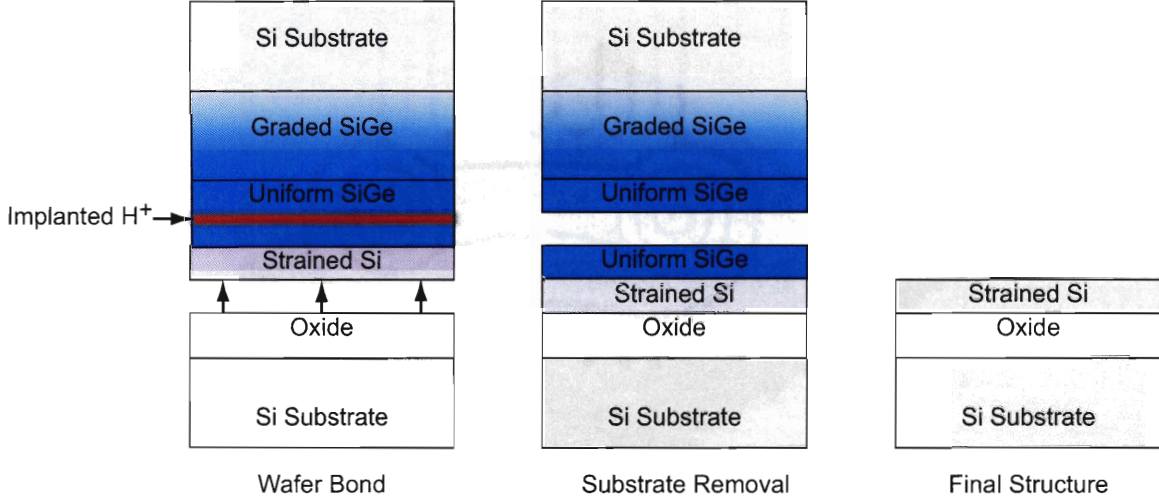 Si Substrate
Graded SiGe
Uniform SiGe
Implanted H+
Strained Si
Oxide
Si Substrate
Wafer Bond
Si Substrate
Graded SiGe
Uniform SiGe
Uniform SiGe
Strained Si
Oxide
Si Substrate
Substrate Removal
Strained Si
Oxide
Si Substrate
Final Structure